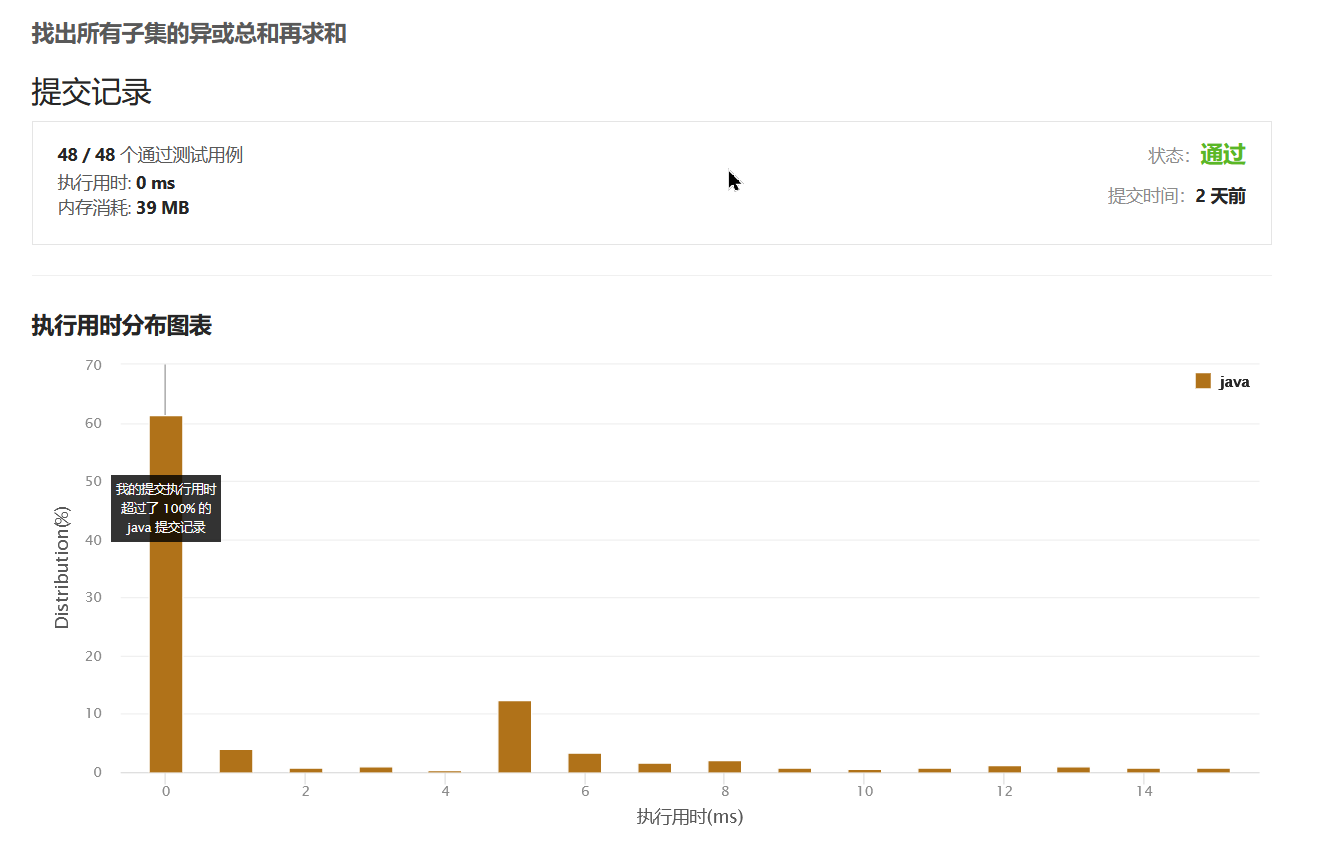 找出所有子集的异或总和再求和
提交记录
48 / 48 个通过测试用例
状态：通过
执行用时: 0 ms
提交时间：2 天前
内存消耗: 39 MB
执行用时分布图表
java
70
60
50
40
30
20
10
0
Distribution(%)
我的提交执行用时
超过了 100% 的
java 提交记录
0 2 4 6 8 10 12 14
执行用时(ms)